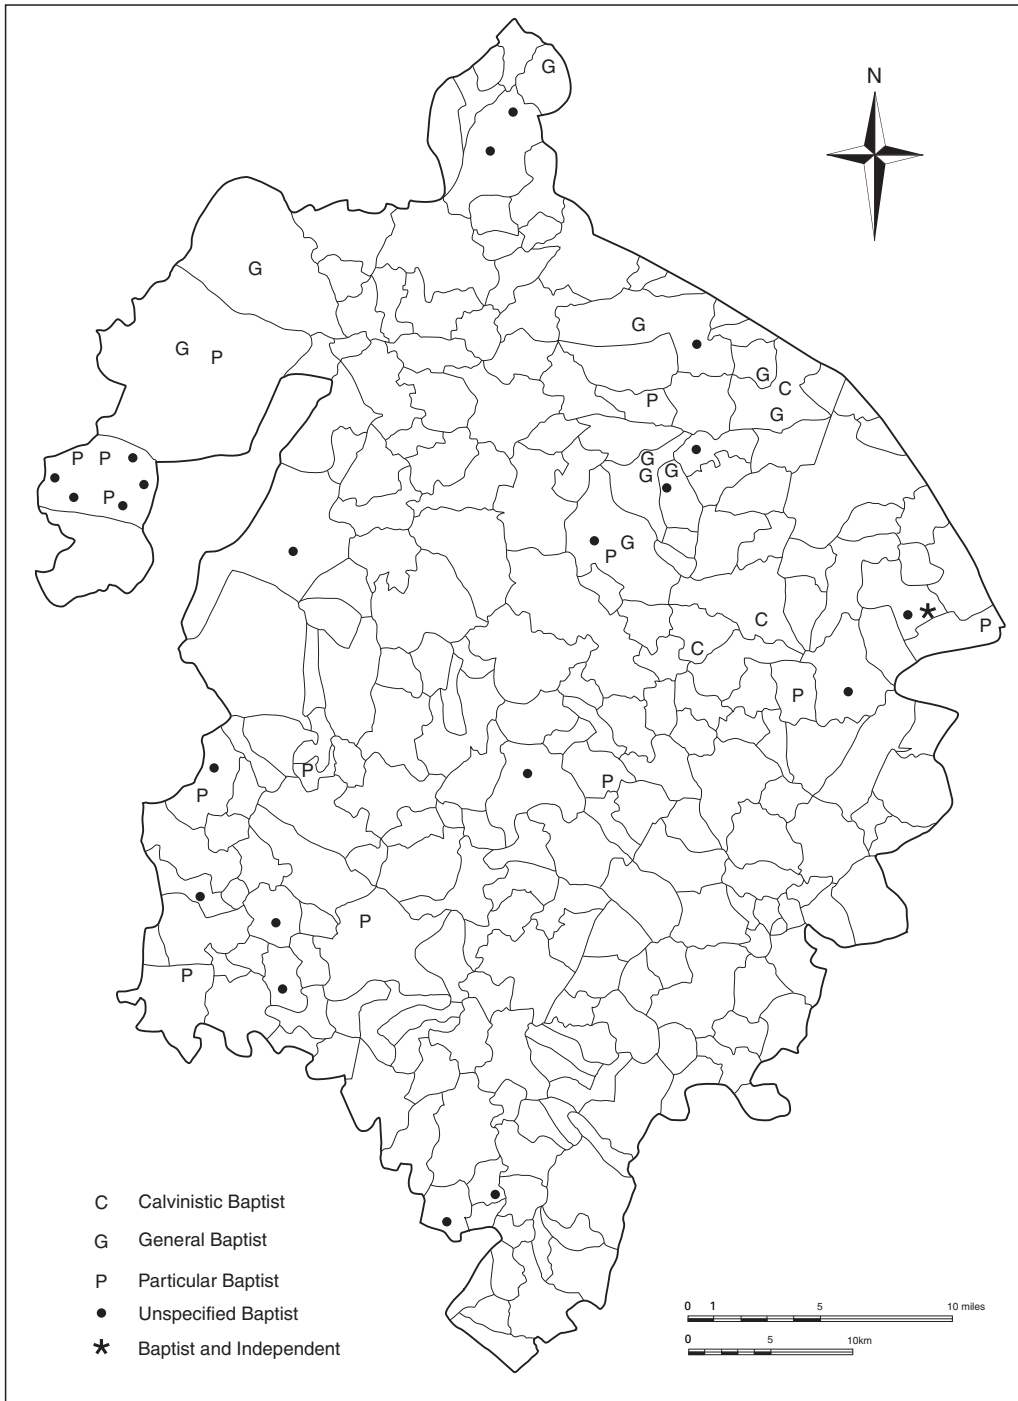 G
N
G
G
G P
G
C
P
G
P P
G
G G
P
G
P
C
P
C
P
P
P
P
P
P
C Calvinistic Baptist
G General Baptist
P Particular Baptist
● Unspecified Baptist
* Baptist and Independent
0 1 5 10 miles
0 5 10km